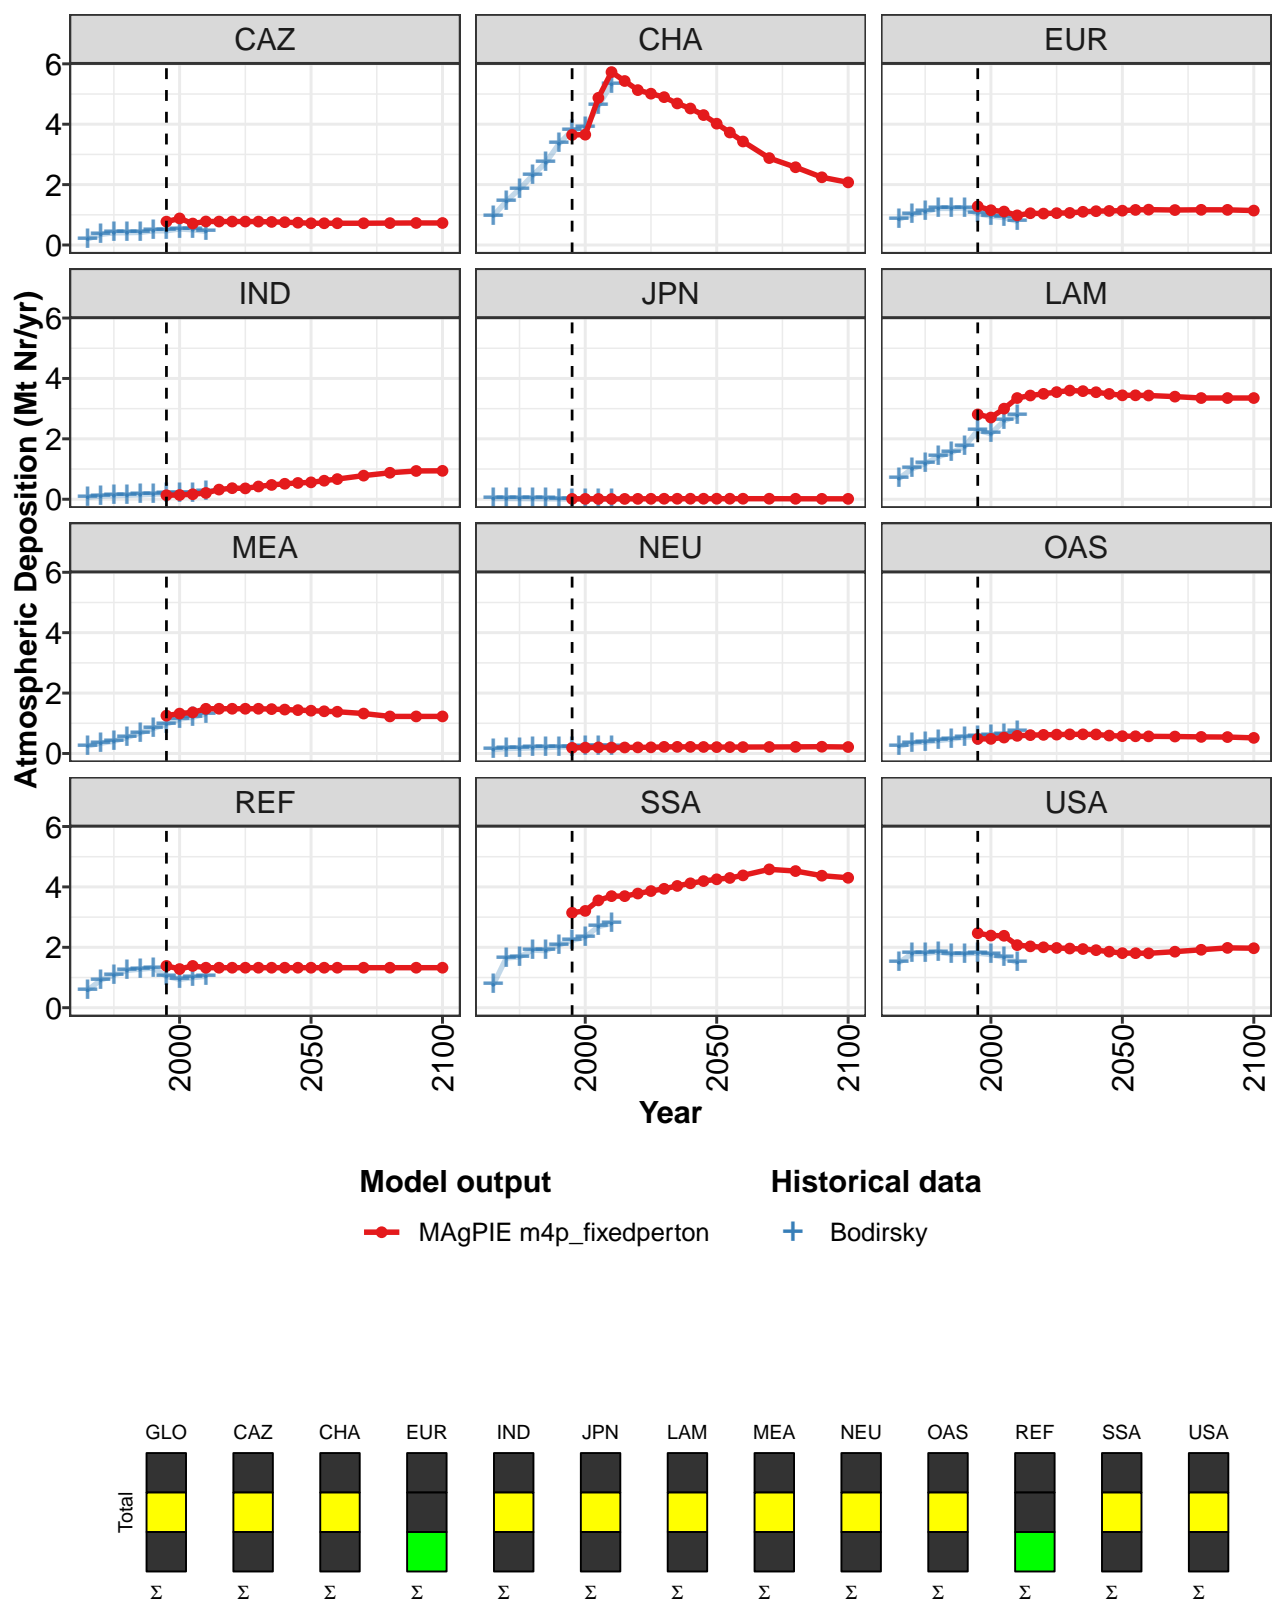 CAZ CHA EUR
6
4
2
0
IND JPN LAM
6
4
2
0
MEA NEU OAS
6
4
2
0
REF SSA USA
6
4
2
0
Atmospheric Deposition (Mt Nr/yr)
2000 2050 2100 2000 2050 2100 2000 2050 2100
Year
Model output Historical data
MAgPIE m4p_fixedperton Bodirsky
GLO CAZ CHA EUR IND JPN LAM MEA NEU OAS REF SSA USA
Total
Σ Σ Σ Σ Σ Σ Σ Σ Σ Σ Σ Σ Σ